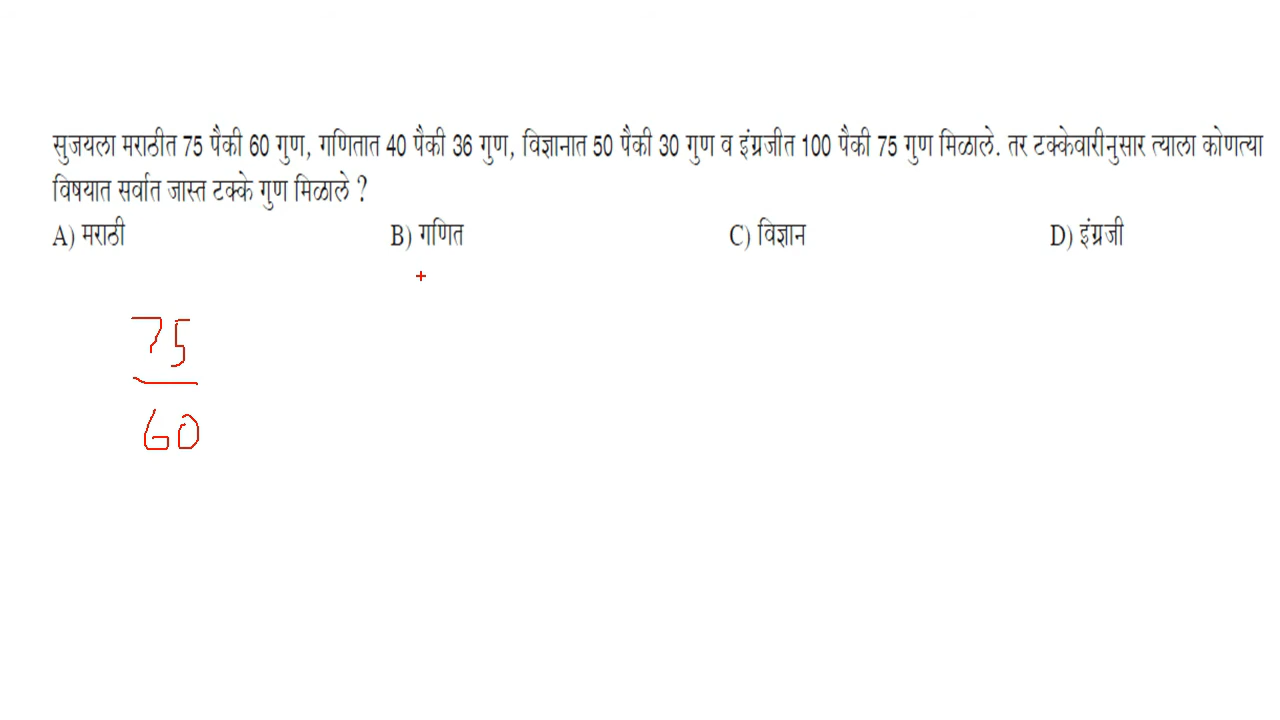 सुजयला मराठीत 75 पैकी 60 गुण, गणितात 40 पैकी 36 गुण, विज्ञानात 50 पैकी 30 गुण व इंग्रजीत 100 पैकी 75 गुण मिळाले. तर टक्केवारीनुसार त्याला कोणत्या
विषयात सर्वात जास्त टक्के गुण मिळाले ?
A) मराठी B) गणित C) विज्ञान D) इंग्रजी
75
60